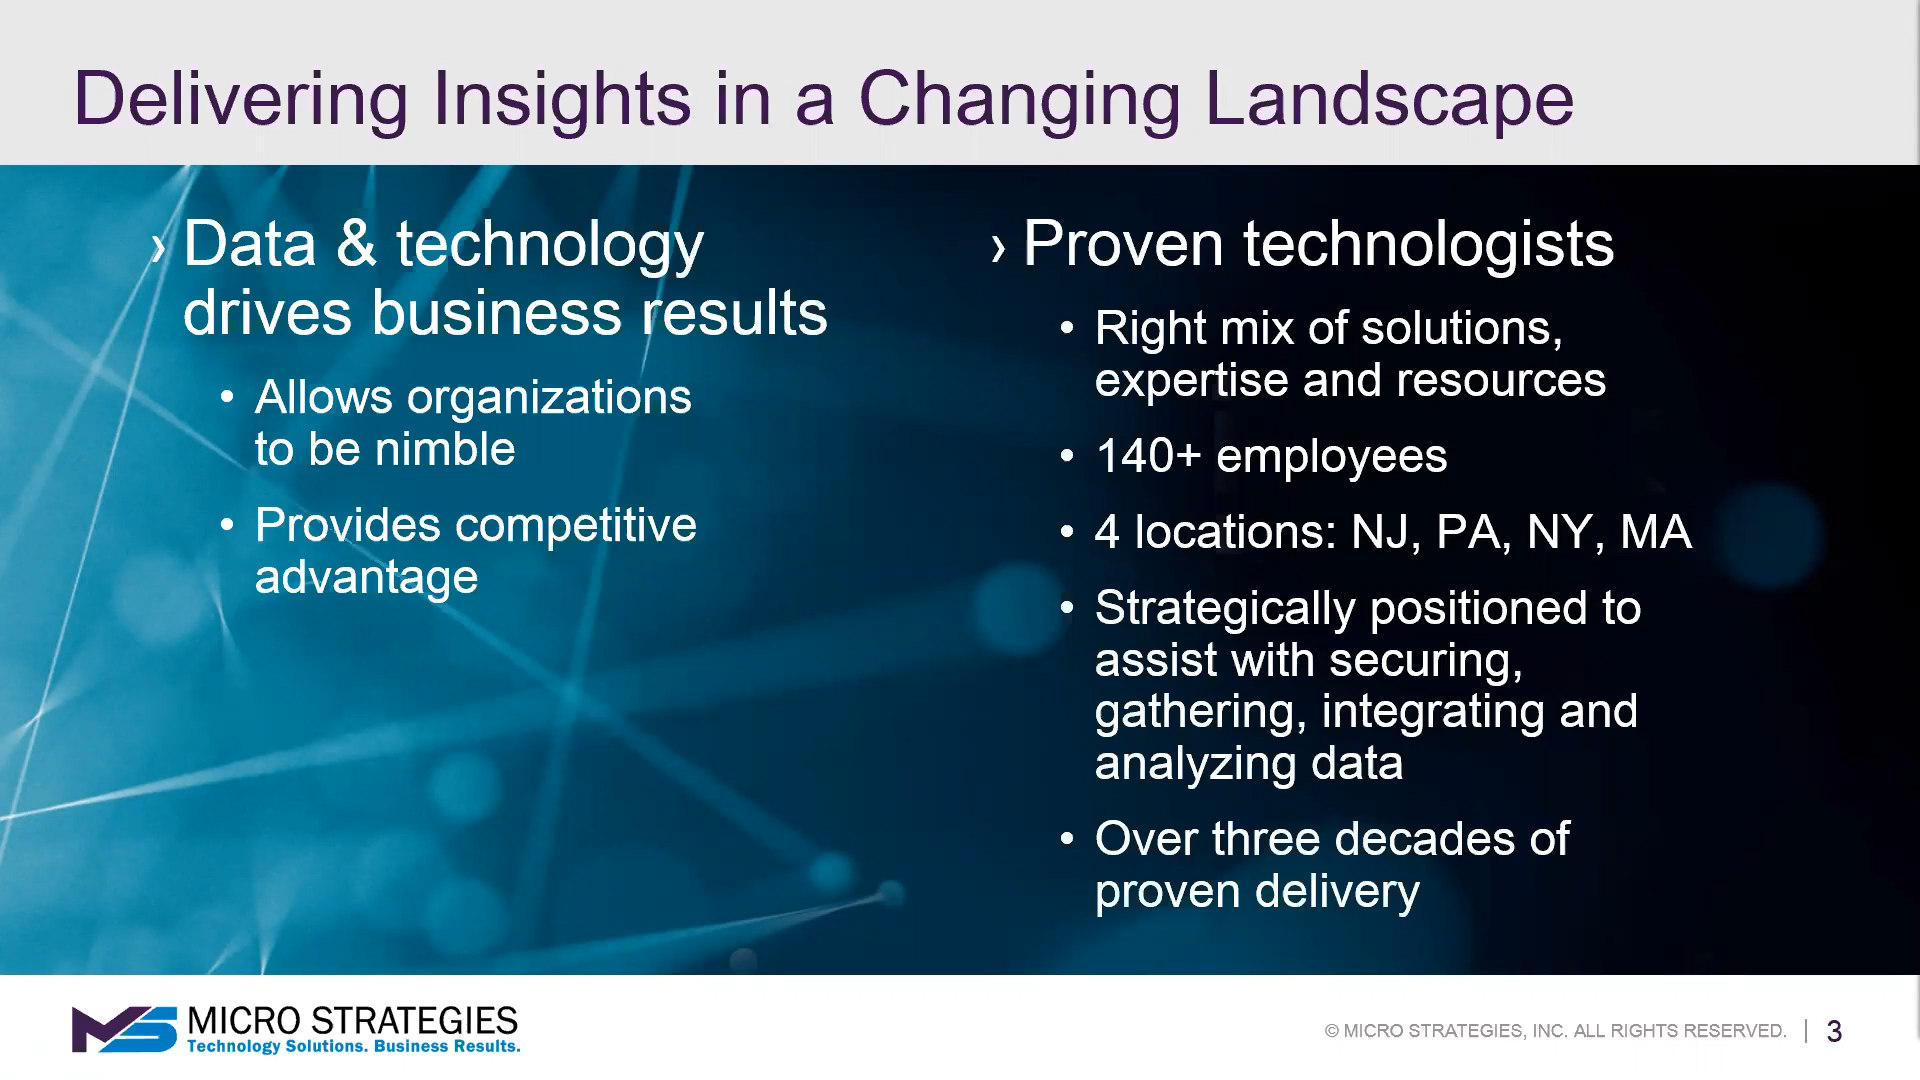 Delivering Insights in a Changing Landscape
› Data & technology
drives business results
• Allows organizations
to be nimble
• Provides competitive
advantage
› Proven technologists
• Right mix of solutions,
expertise and resources
• 140+ employees
• 4 locations: NJ, PA, NY, MA
• Strategically positioned to
assist with securing,
gathering, integrating and
analyzing data
• Over three decades of
proven delivery
MS MICRO STRATEGIES
Technology Solutions. Business Results.
© MICRO STRATEGIES, INC. ALL RIGHTS RESERVED. | 3